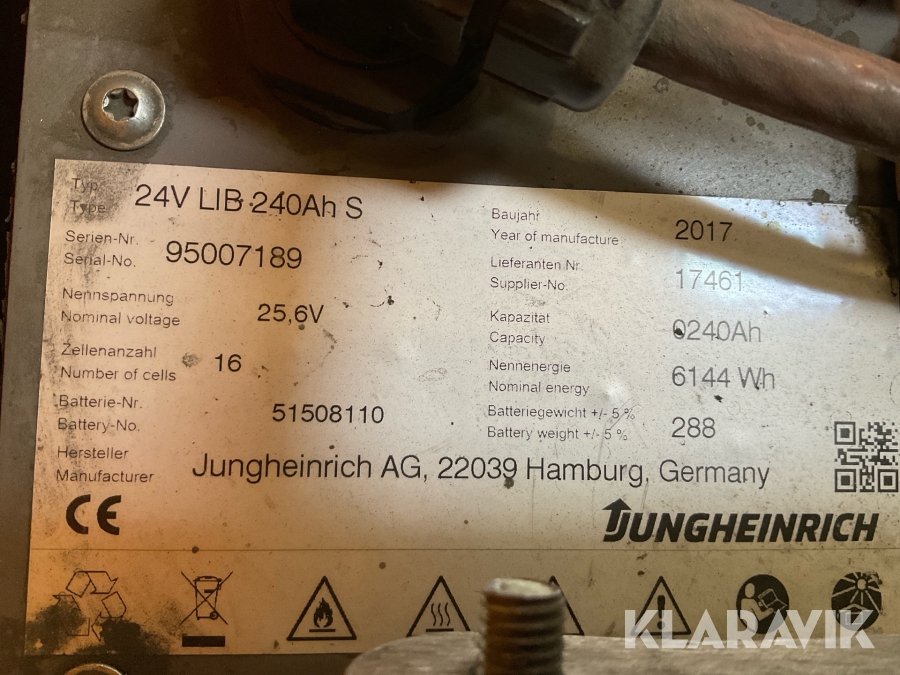 Typ
Type 24V LIB 240Ah S
Serien-Nr.
Serial-No. 95007189
Nennspannung
Nominal voltage 25,6V
Zellenanzahl
Number of cells 16
Batterie-Nr.
Battery-No. 51508110
Hersteller
Manufacturer Jungheinrich AG, 22039 Hamburg, Germany
Baujahr
Year of manufacture 2017
Lieferanten Nr.
Supplier-No. 17461
Kapazität
Capacity 0240Ah
Nennenergie
Nominal energy 6144 Wh
Batteriegewicht +/- 5 %
Battery weight +/- 5 % 288
CE
JUNGHEINRICH
KLARAVIK